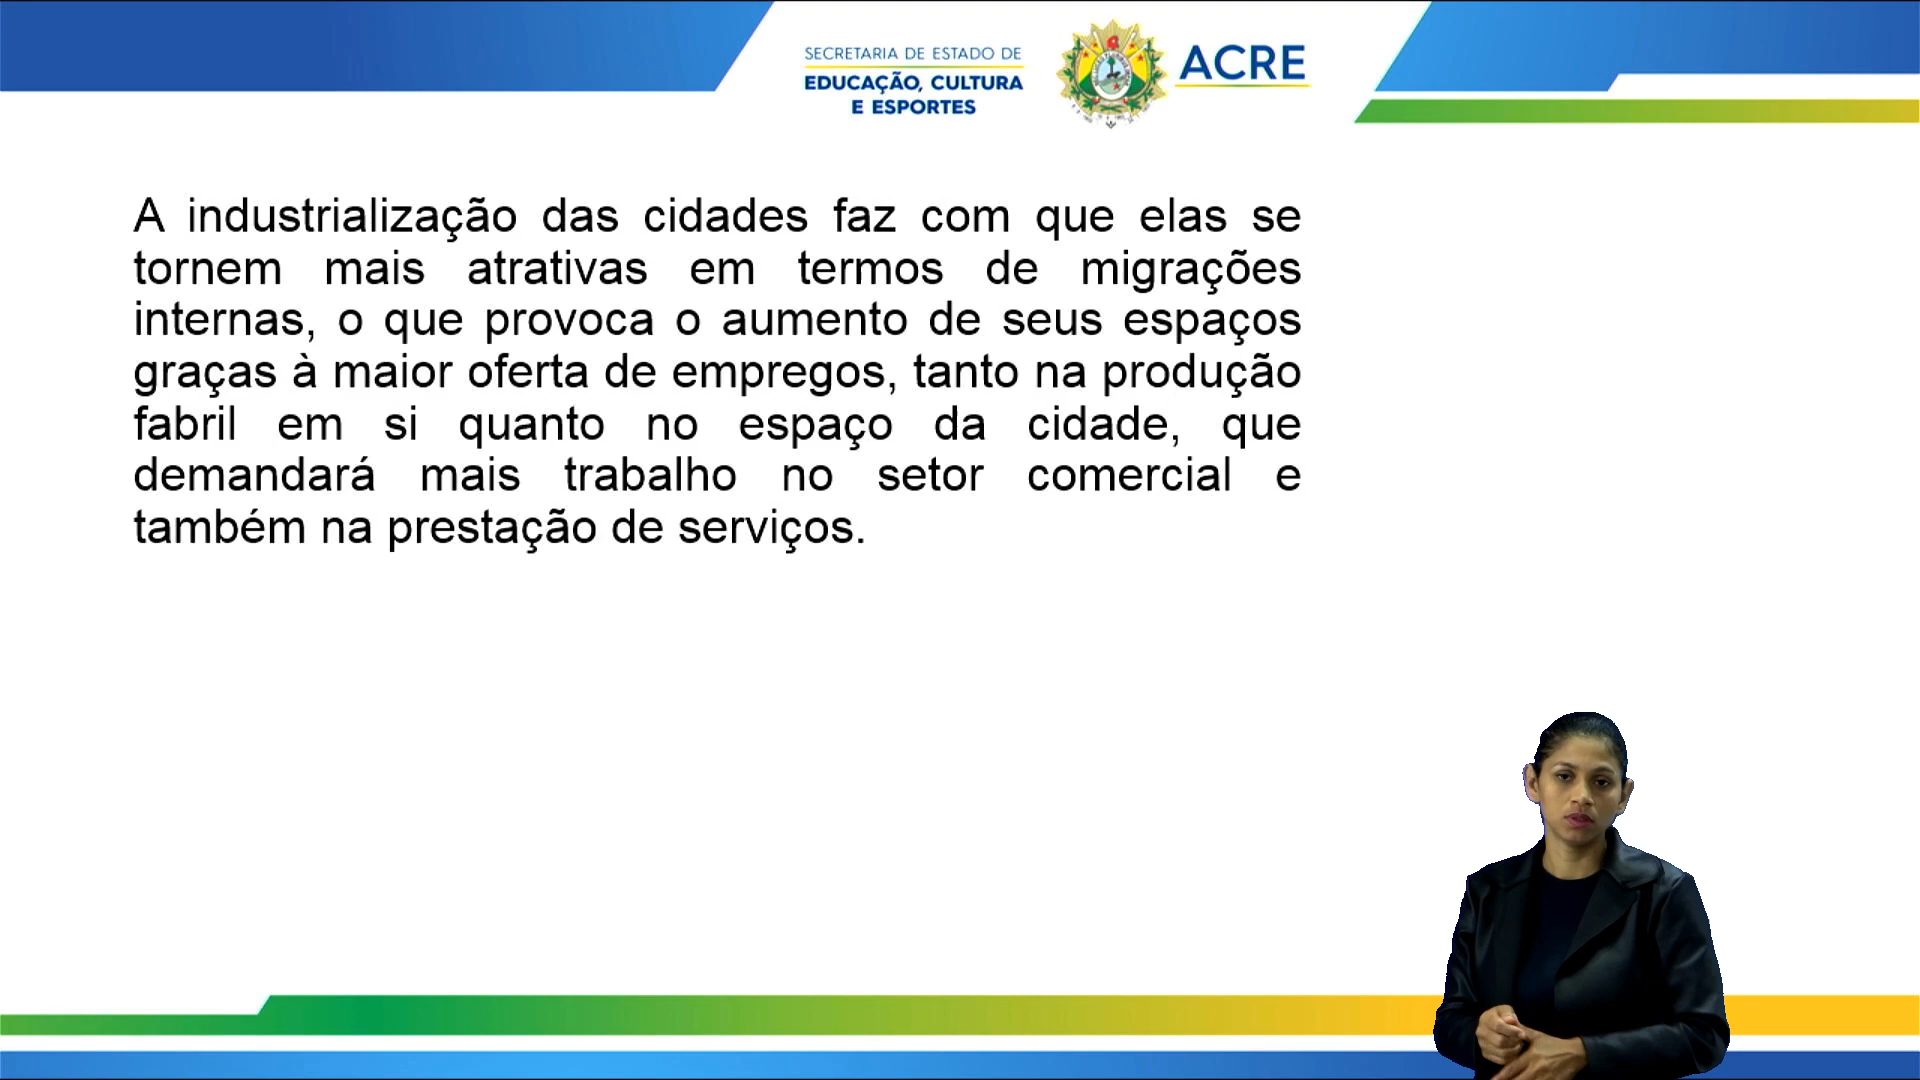 SECRETARIA DE ESTADO DE
EDUCAÇÃO, CULTURA
E ESPORTES
ACRE
A industrialização das cidades faz com que elas se
tornem mais atrativas em termos de migrações
internas, o que provoca o aumento de seus espaços
graças à maior oferta de empregos, tanto na produção
fabril em si quanto no espaço da cidade, que
demandará mais trabalho no setor comercial e
também na prestação de serviços.